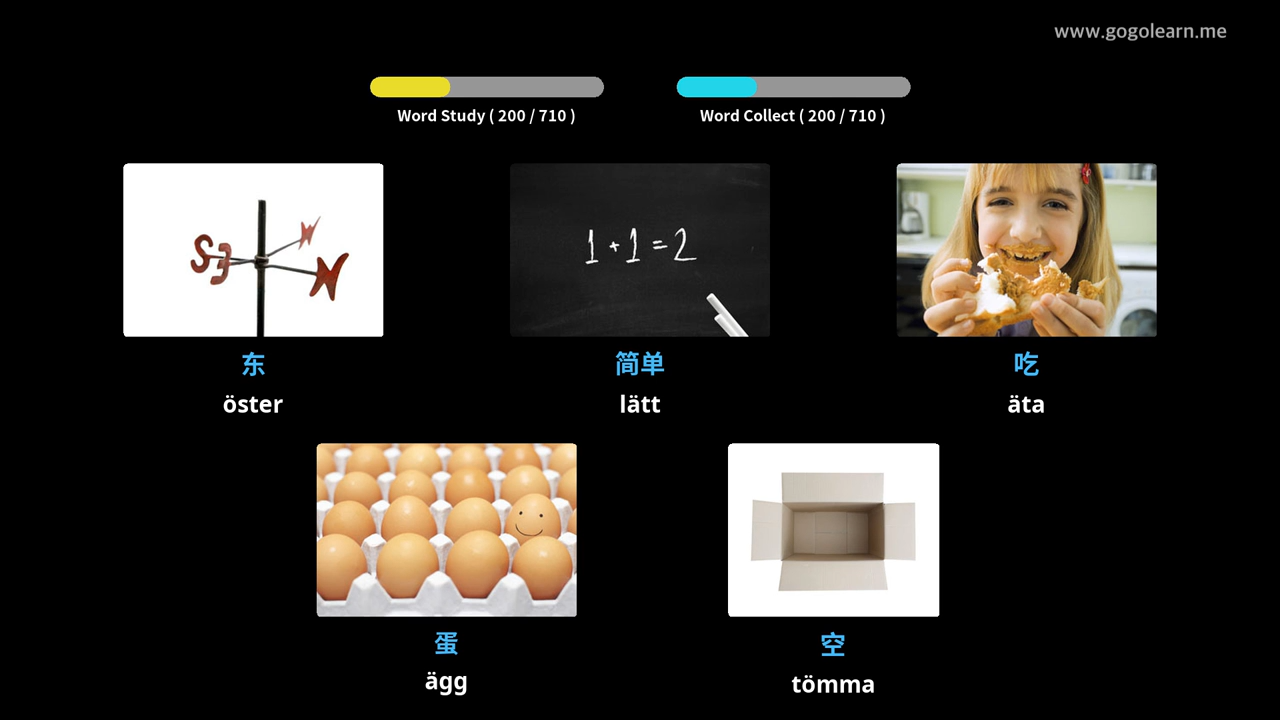 www.gogolearn.me
Word Study ( 200 / 710 )
Word Collect ( 200 / 710 )
S E N W
1 + 1 = 2
东
öster
简单
lätt
吃
äta
蛋
ägg
空
tömma